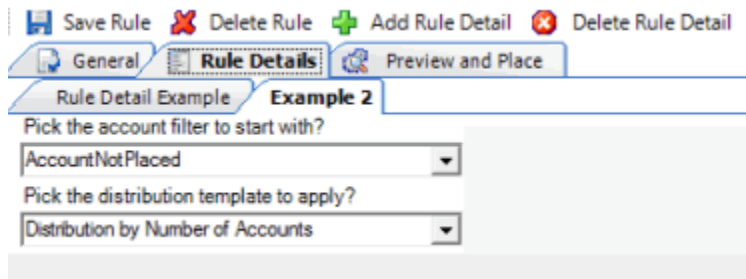 Save Rule Delete Rule Add Rule Detail Delete Rule Detail
General Rule Details Preview and Place
Rule Detail Example Example 2
Pick the account filter to start with?
AccountNotPlaced
Pick the distribution template to apply?
Distribution by Number of Accounts